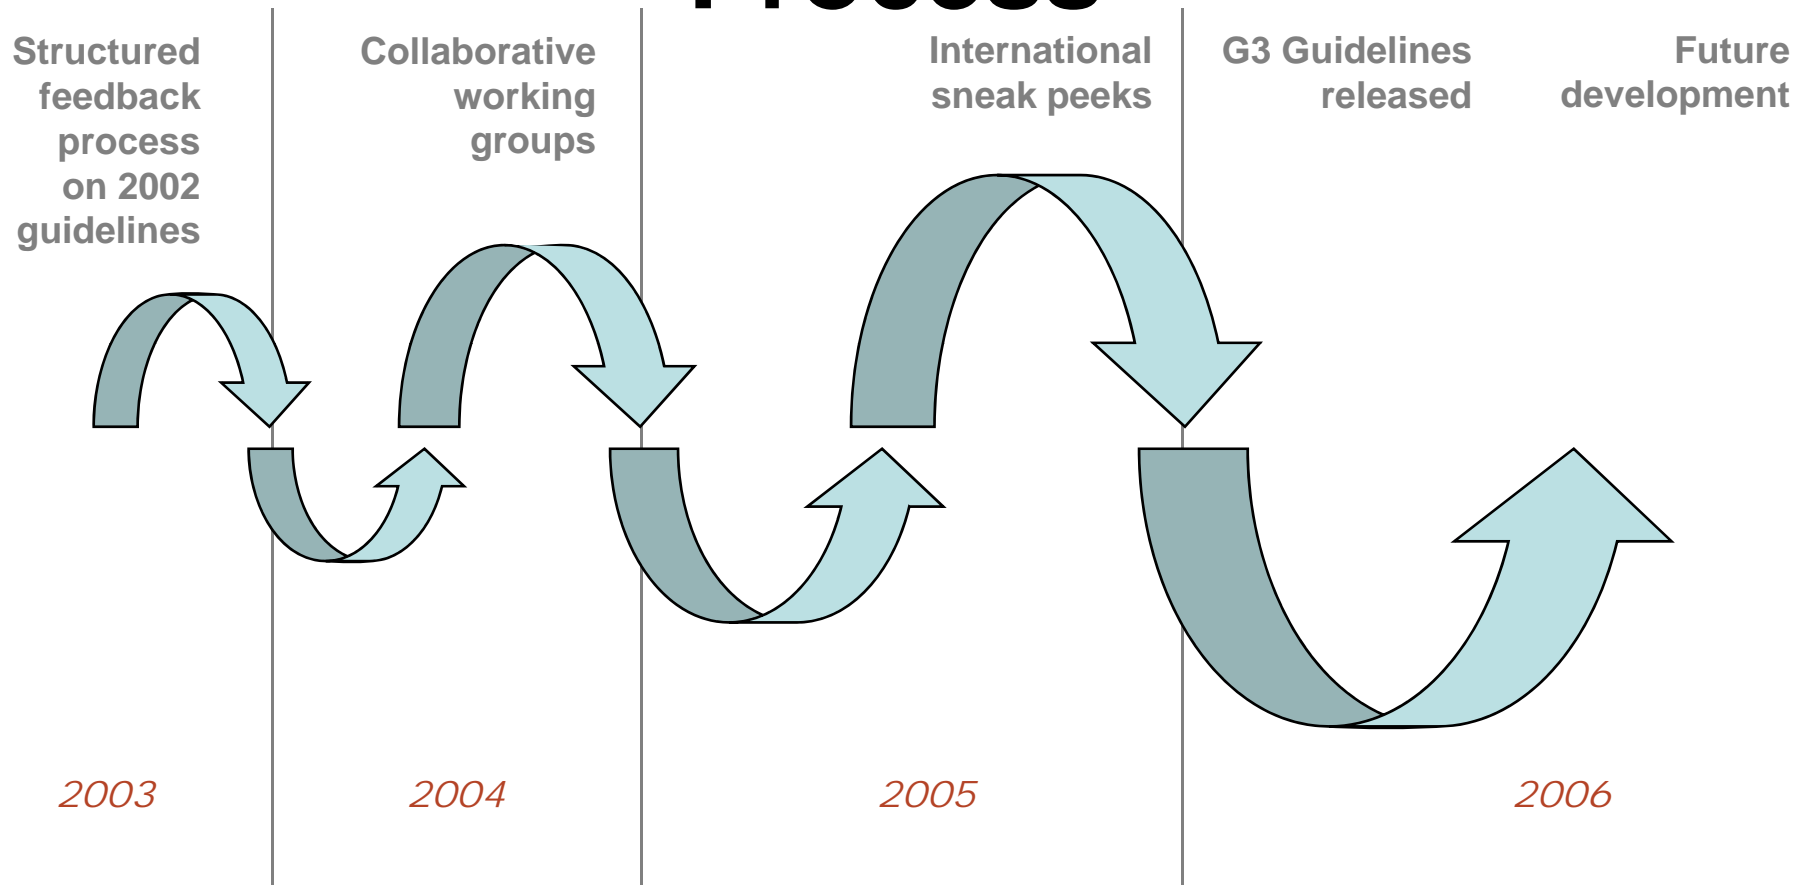 Process
Structured
feedback
process
on 2002
guidelines
Collaborative
working
groups
International
sneak peeks
G3 Guidelines
released
Future
development
2003
2004
2005
2006